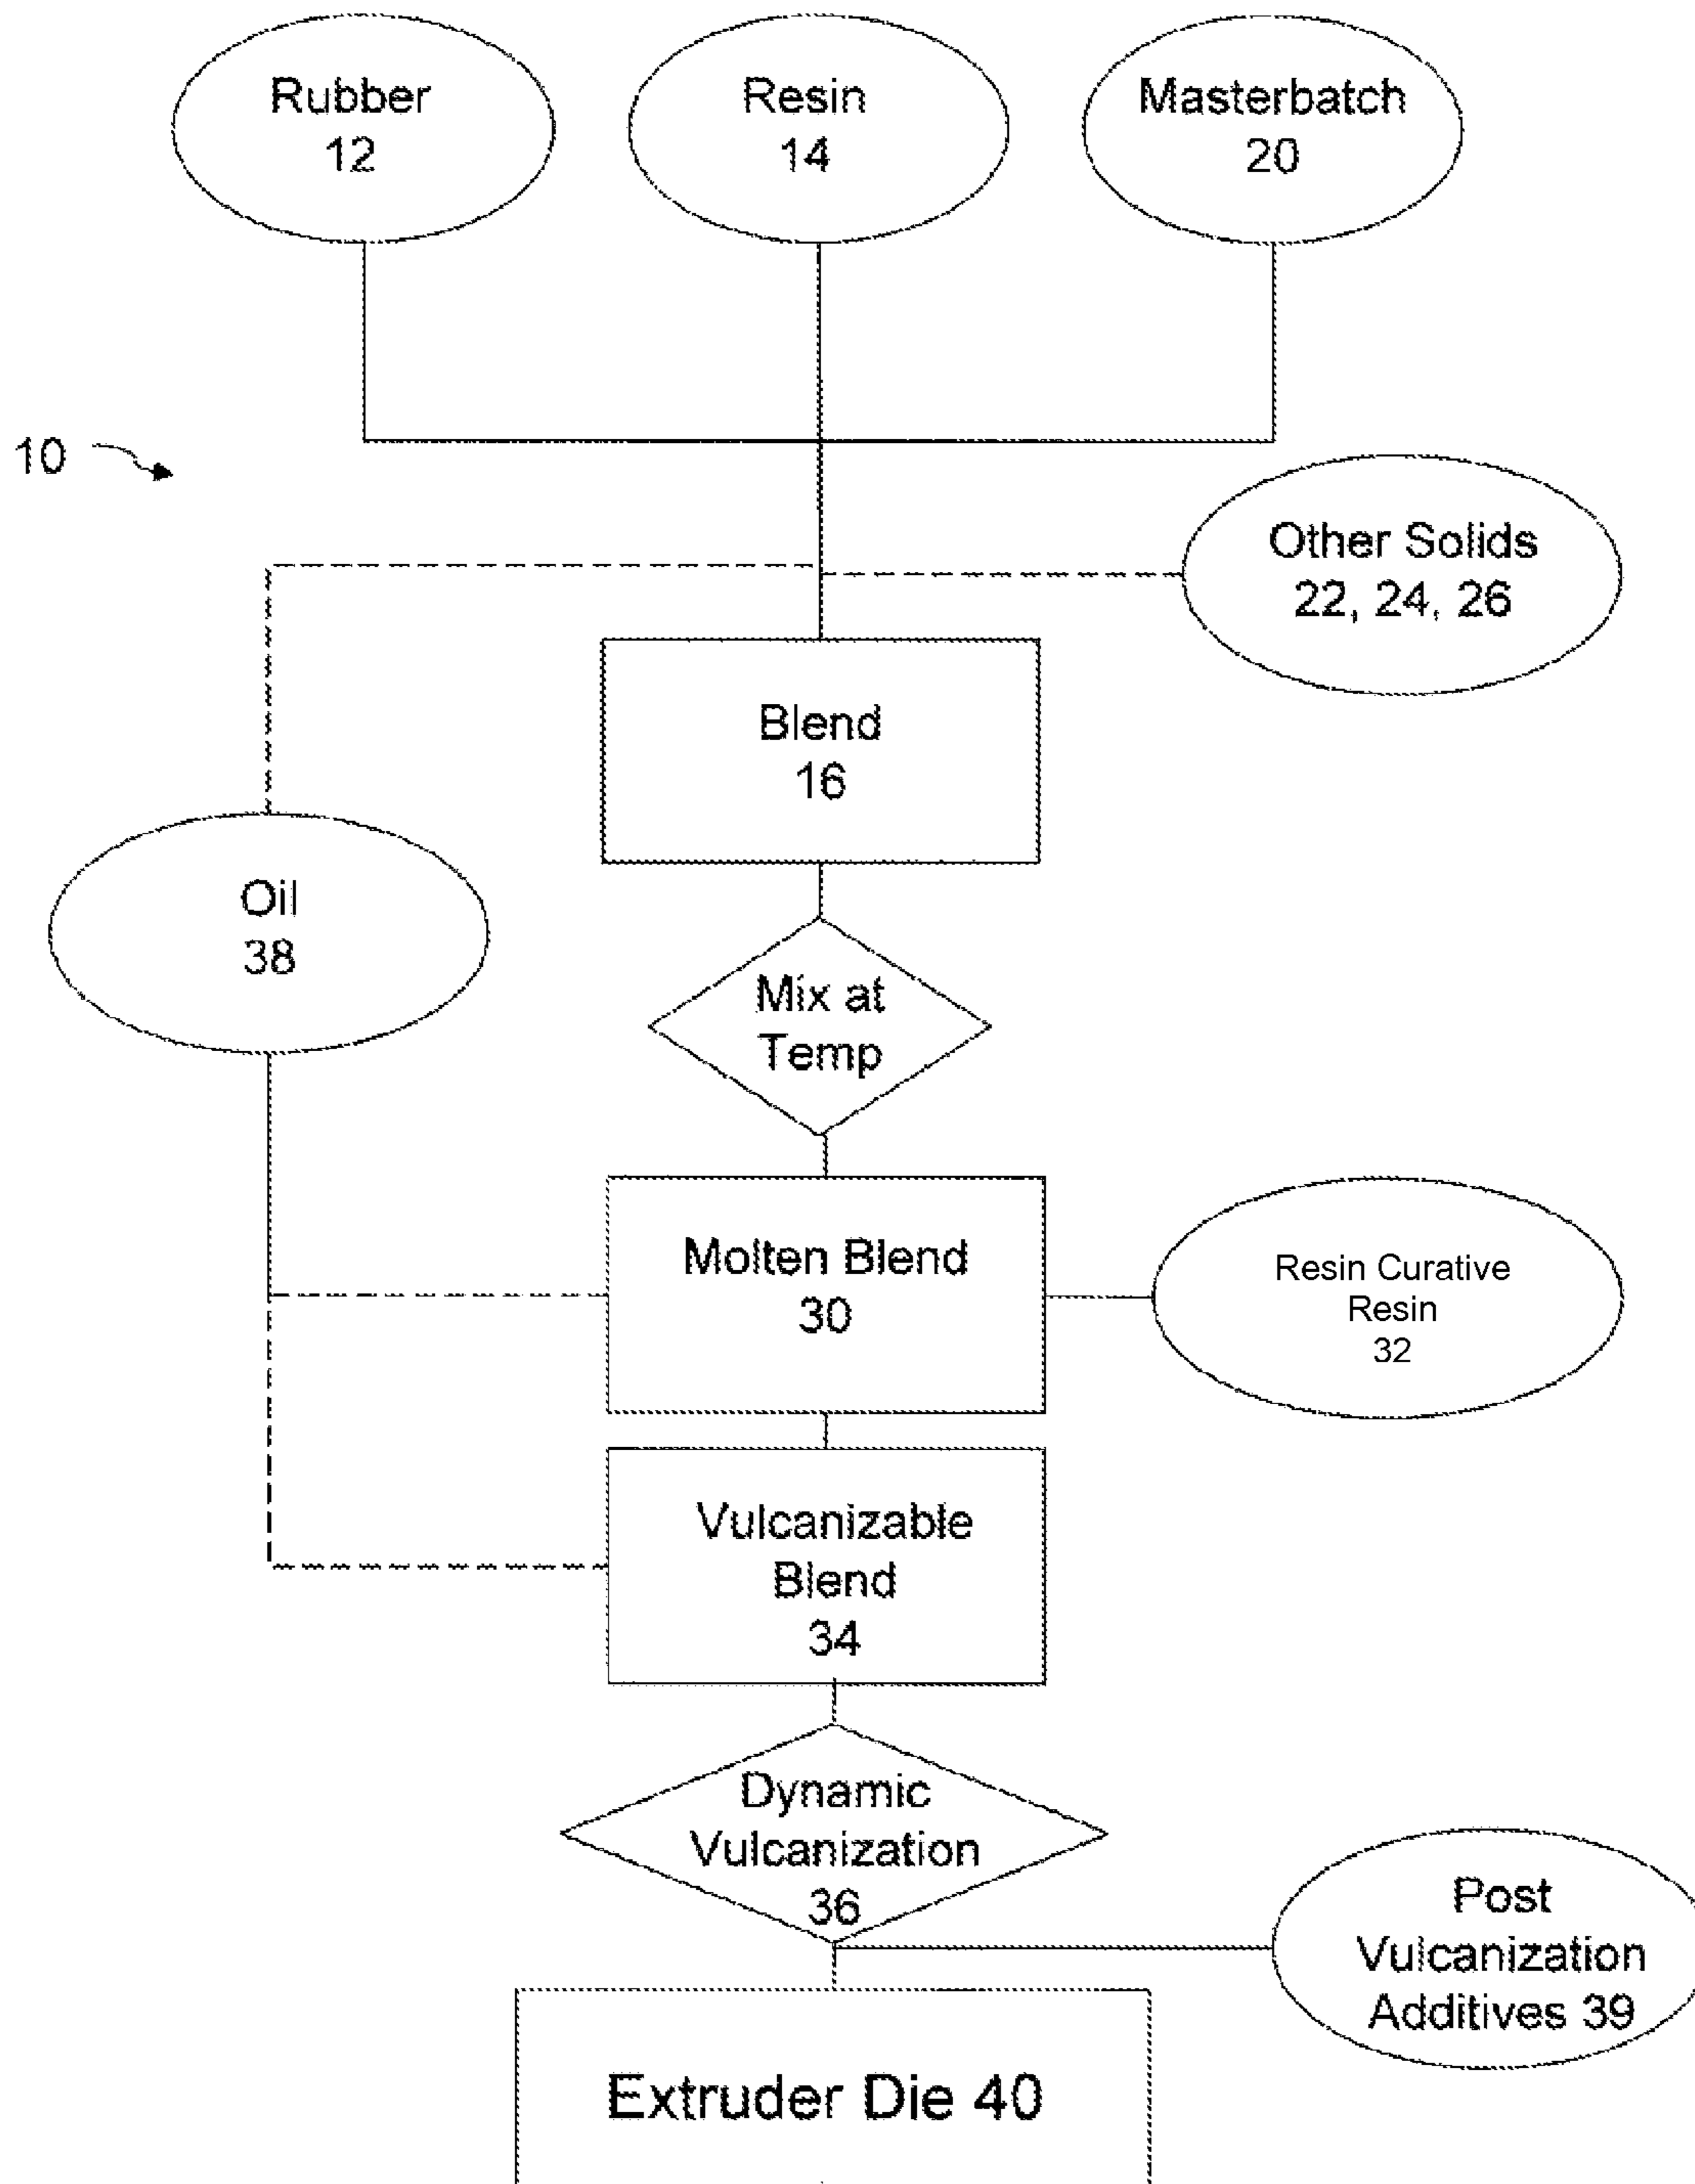 Rubber
12
Resin
14
Masterbatch
20
10
Other Solids
22, 24, 26
Blend
16
Oil
38
Mix at
Temp
Molten Blend
30
Resin Curative
Resin
32
Vulcanizable
Blend
34
Dynamic
Vulcanization
36
Post
Vulcanization
Additives 39
Extruder Die 40